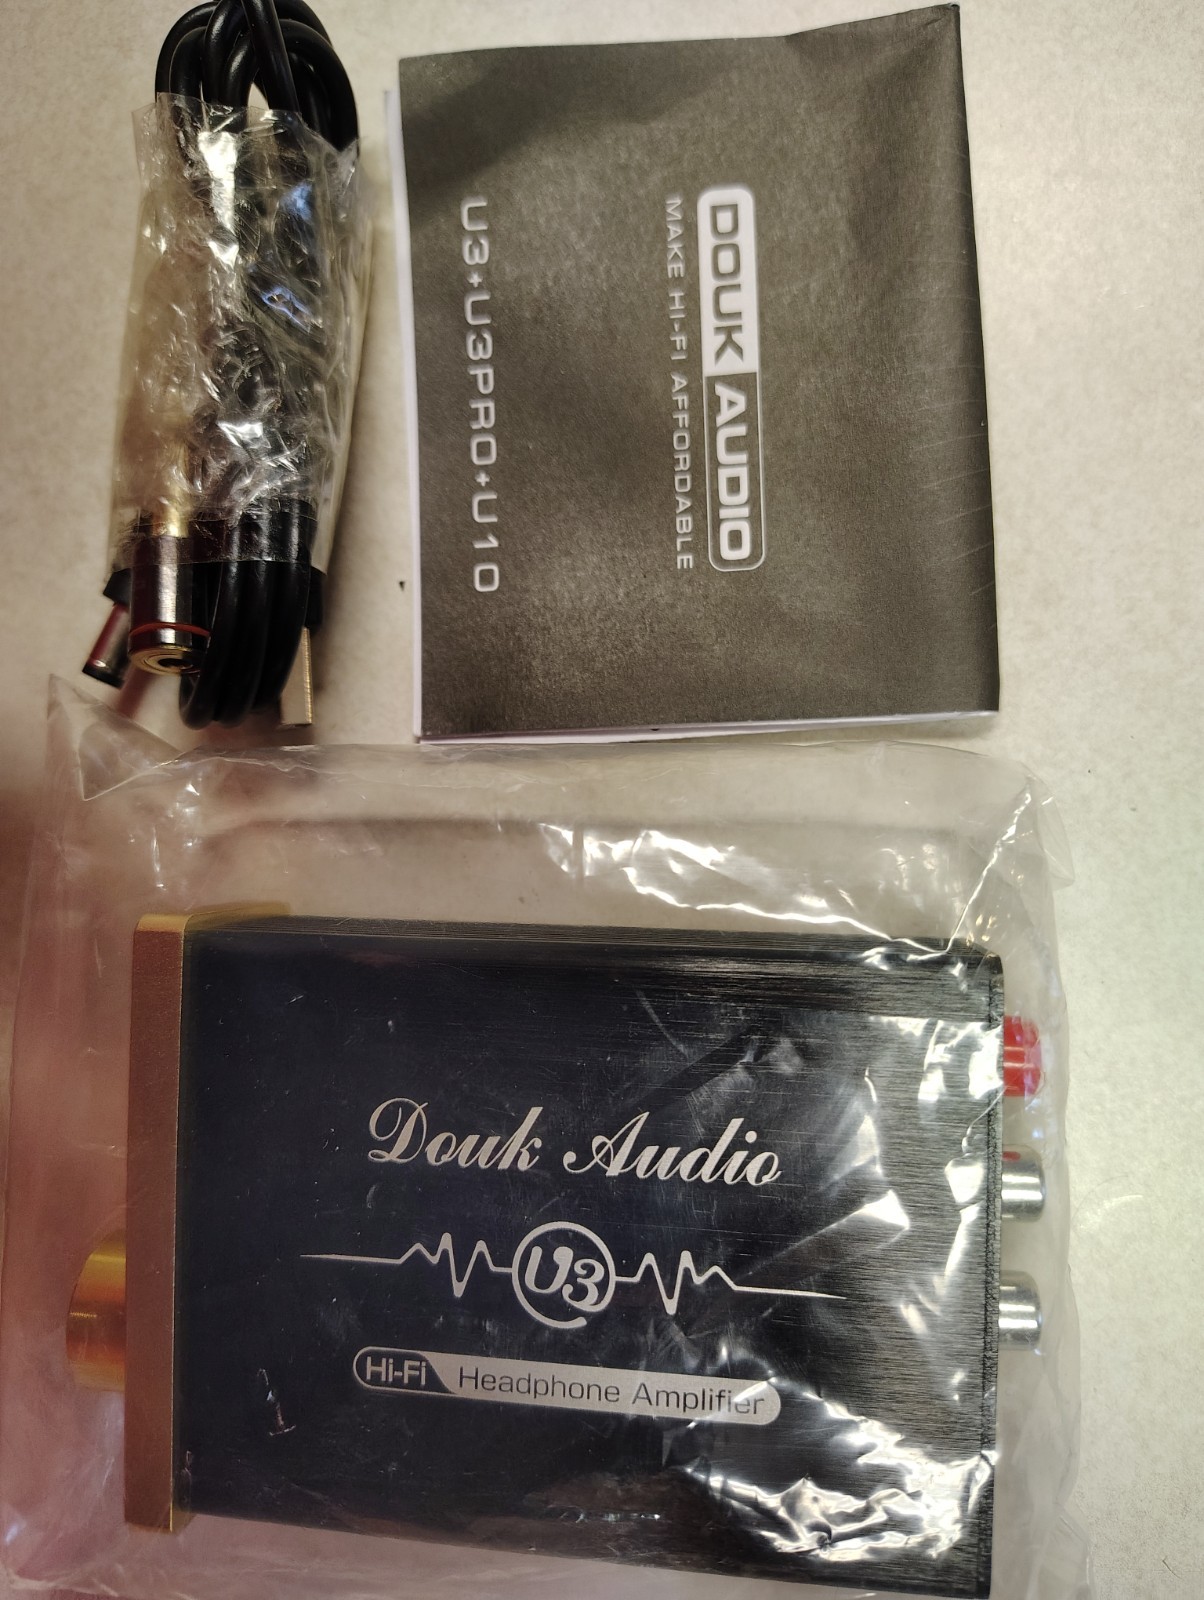 DOUK AUDIO
MAKE HI-FI AFFORDABLE
U3+U3PRO+U10
Douk Audio
U3
Hi-Fi Headphone Amplifier